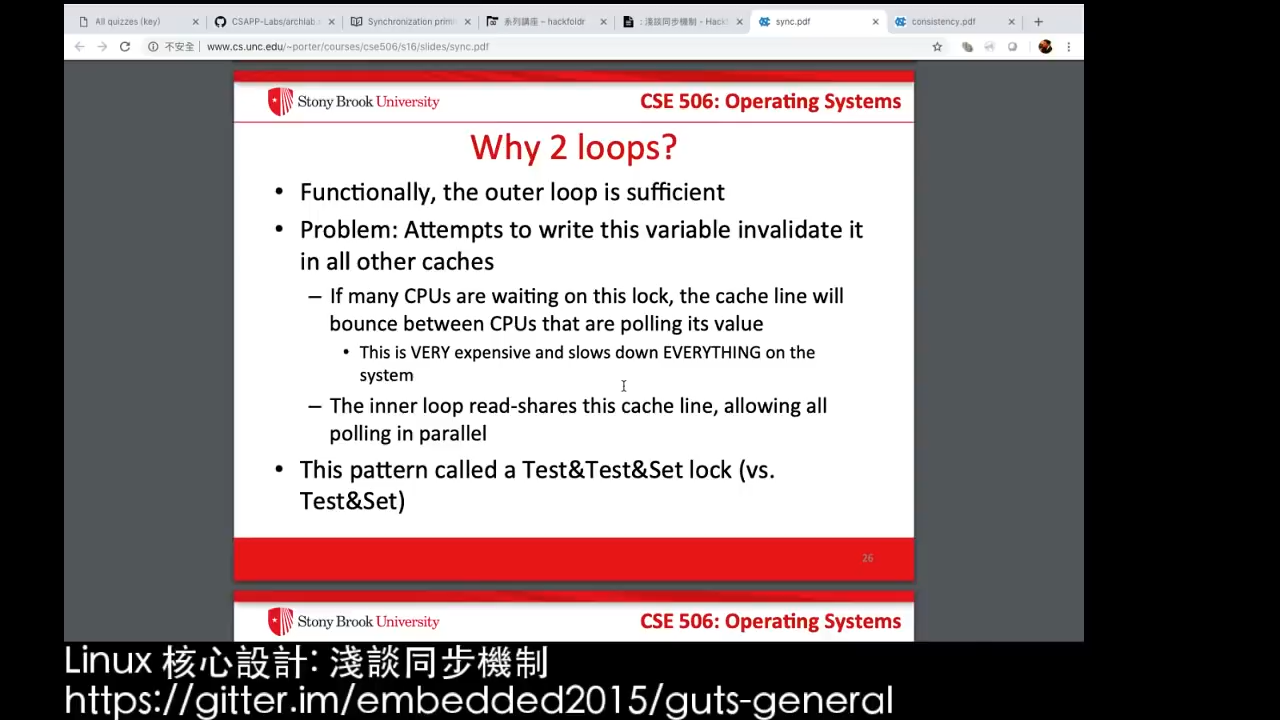 All quizzes (key)
CSAPP-Labs/archlab
Synchronization primi
系列講座 – hackfoldr
: 淺談同步機制 - Hack
sync.pdf
consistency.pdf
不安全
www.cs.unc.edu/~porter/courses/cse506/s16/slides/sync.pdf
Stony Brook University
CSE 506: Operating Systems
Why 2 loops?
• Functionally, the outer loop is sufficient
• Problem: Attempts to write this variable invalidate it
in all other caches
– If many CPUs are waiting on this lock, the cache line will
bounce between CPUs that are polling its value
• This is VERY expensive and slows down EVERYTHING on the
system
– The inner loop read-shares this cache line, allowing all
polling in parallel
• This pattern called a Test&Test&Set lock (vs.
Test&Set)
26
Stony Brook University
CSE 506: Operating Systems
Linux 核心設計: 淺談同步機制
https://gitter.im/embedded2015/guts-general